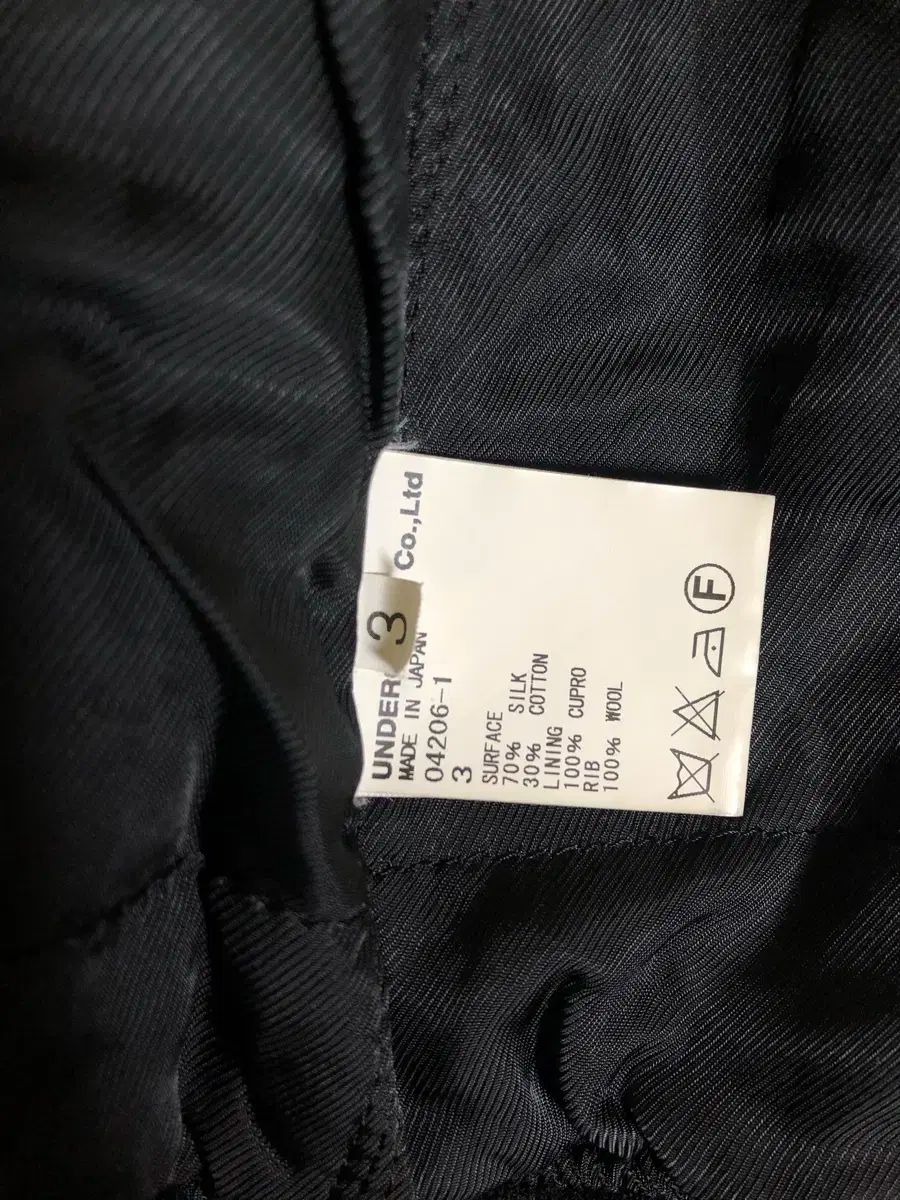 UNDER Co.,Ltd
3
MADE IN JAPAN
04206-1
3
SURFACE
70% SILK
30% COTTON
LINING
100% CUPRO
RIB
100% WOOL
F